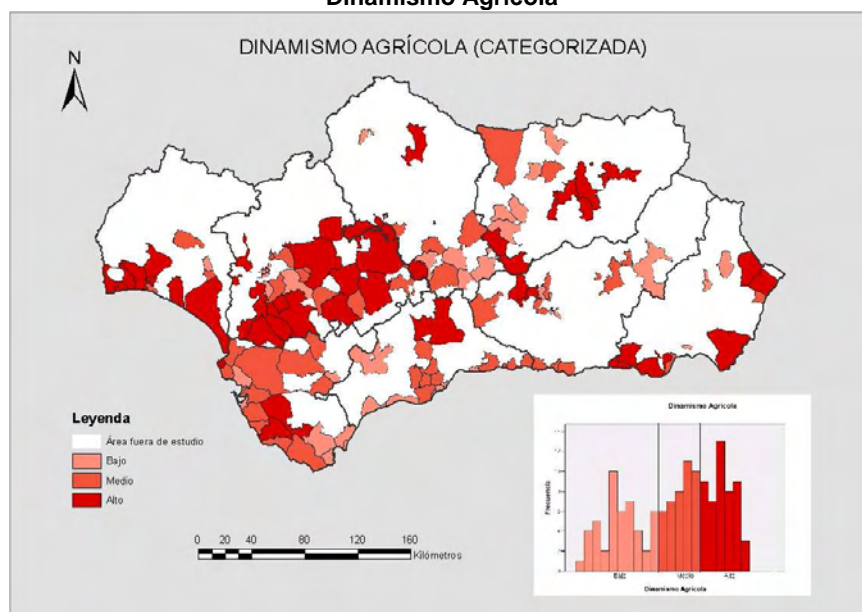 Dinamismo Agrícola
DINAMISMO AGRÍCOLA (CATEGORIZADA)
N
Leyenda
Área fuera de estudio
Bajo
Medio
Alto
0 10 20 40 80 120 160
Kilómetros
Dinamismo Agrícola
Frecuencia
Bajo Medio Alto
Dinamismo Agrícola